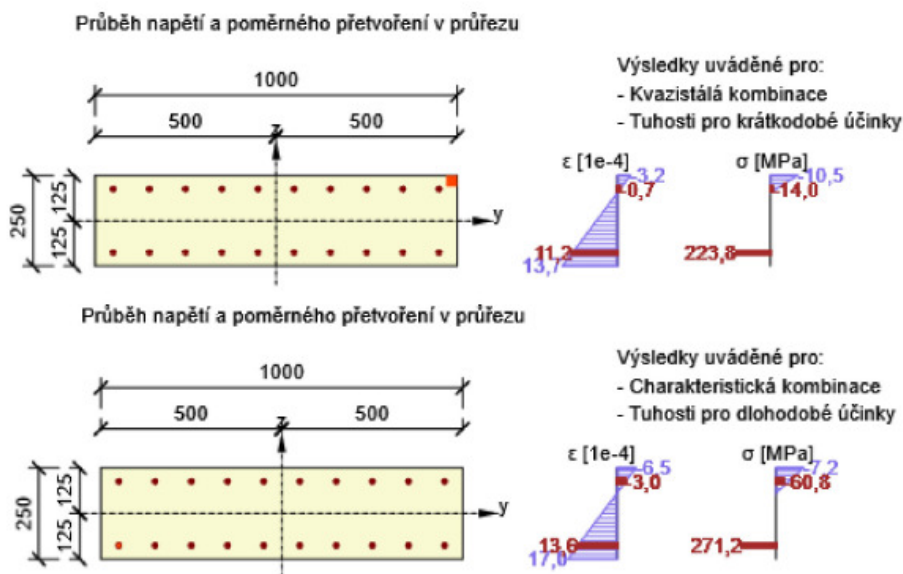 Průběh napětí a poměrného přetvoření v průřezu
1000
500 500
z
y
250
125
125
Výsledky uváděné pro:
- Kvazistálá kombinace
- Tuhosti pro krátkodobé účinky
ε [1e-4]
-3,2
-0,7
11,2
13,7
σ [MPa]
-10,5
-14,0
223,8
Průběh napětí a poměrného přetvoření v průřezu
1000
500 500
z
y
250
125
125
Výsledky uváděné pro:
- Charakteristická kombinace
- Tuhosti pro dlohodobé účinky
ε [1e-4]
-6,5
-3,0
13,6
17,0
σ [MPa]
-7,2
-60,8
271,2